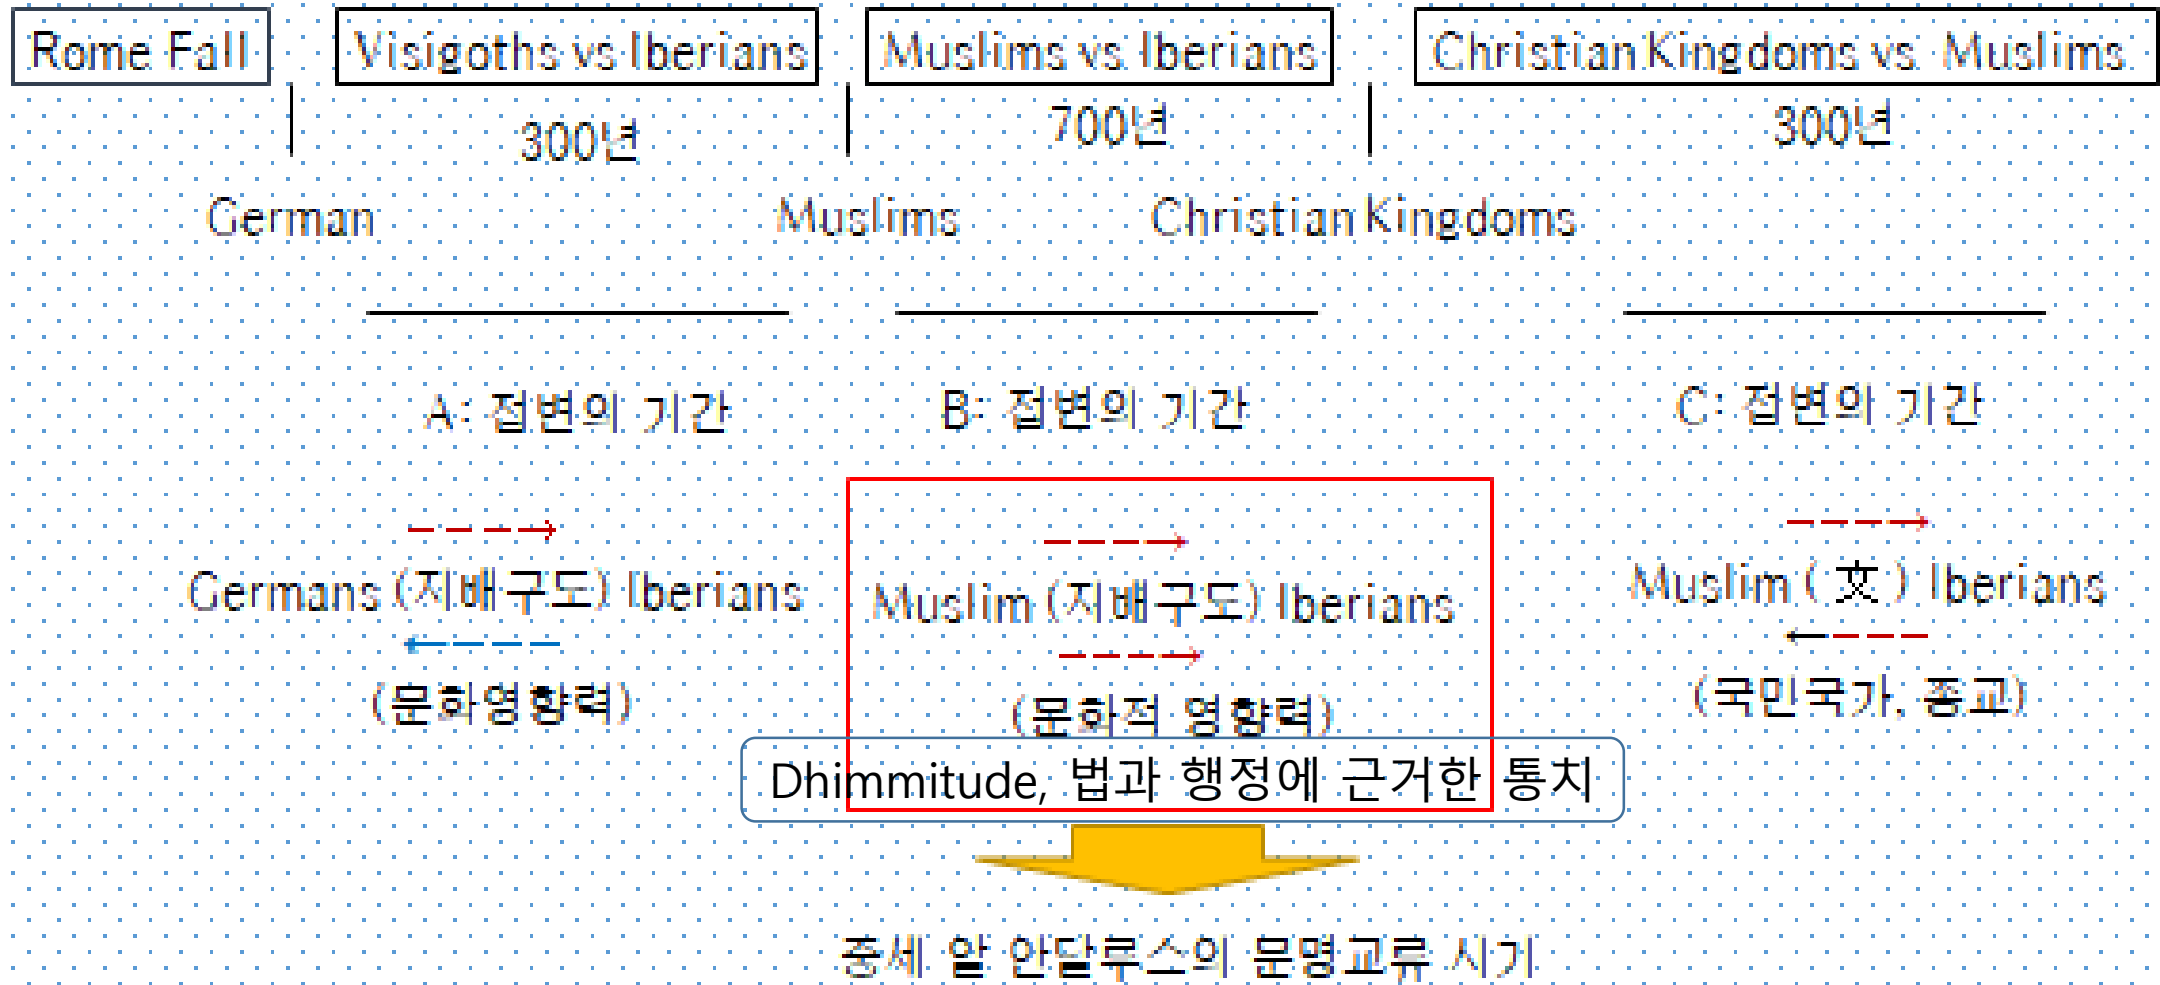 Rome Fall
Visigoths vs Iberians
Muslims vs Iberians
Christian Kingdoms vs Muslims
300년
700년
300년
German
Muslims
Christian Kingdoms
A: 접변의 기간
B: 접변의 기간
C: 접변의 기간
Germans (지배구도) Iberians
(문화영향력)
Muslim (지배구도) Iberians
(문화적 영향력)
Muslim ( 文 ) Iberians
(국민국가, 종교)
Dhimmitude, 법과 행정에 근거한 통치
중세 알 안달루스의 문명교류 시기